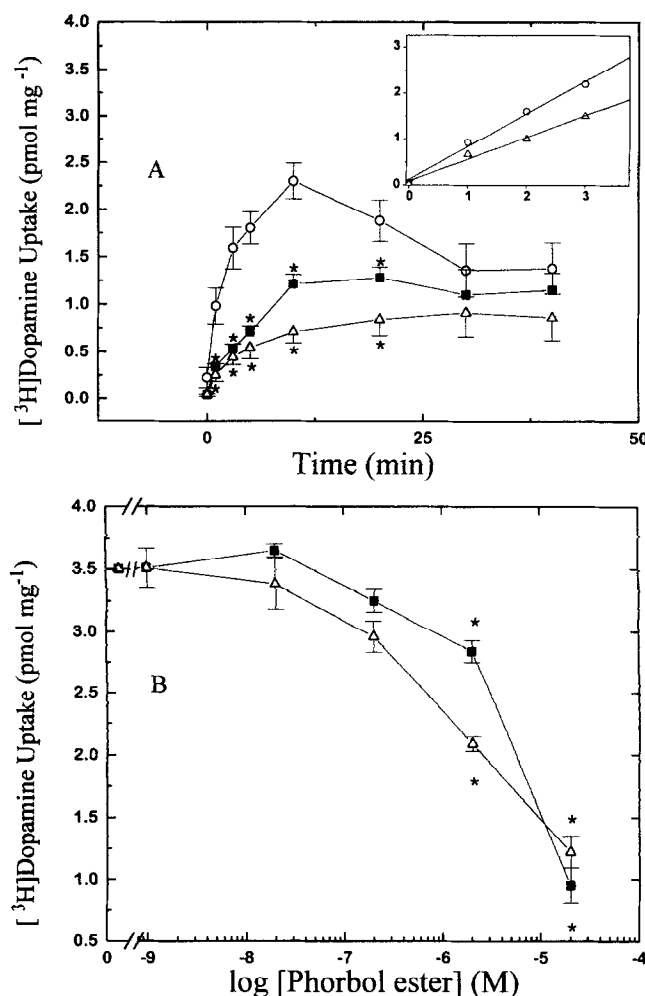 4.0
3.5
3.0
2.5
2.0
1.5
1.0
0.5
0.0
[ ³H]Dopamine Uptake (pmol mg ⁻¹)
A
3
2
1
0
0 1 2 3
* * * * *
* * * * *
0 25 50
Time (min)
4.0
3.5
3.0
2.5
2.0
1.5
1.0
0.5
[ ³H]Dopamine Uptake (pmol mg⁻¹)
B
*
*
*
*
0 -9 -8 -7 -6 -5 -4
log [Phorbol ester] (M)